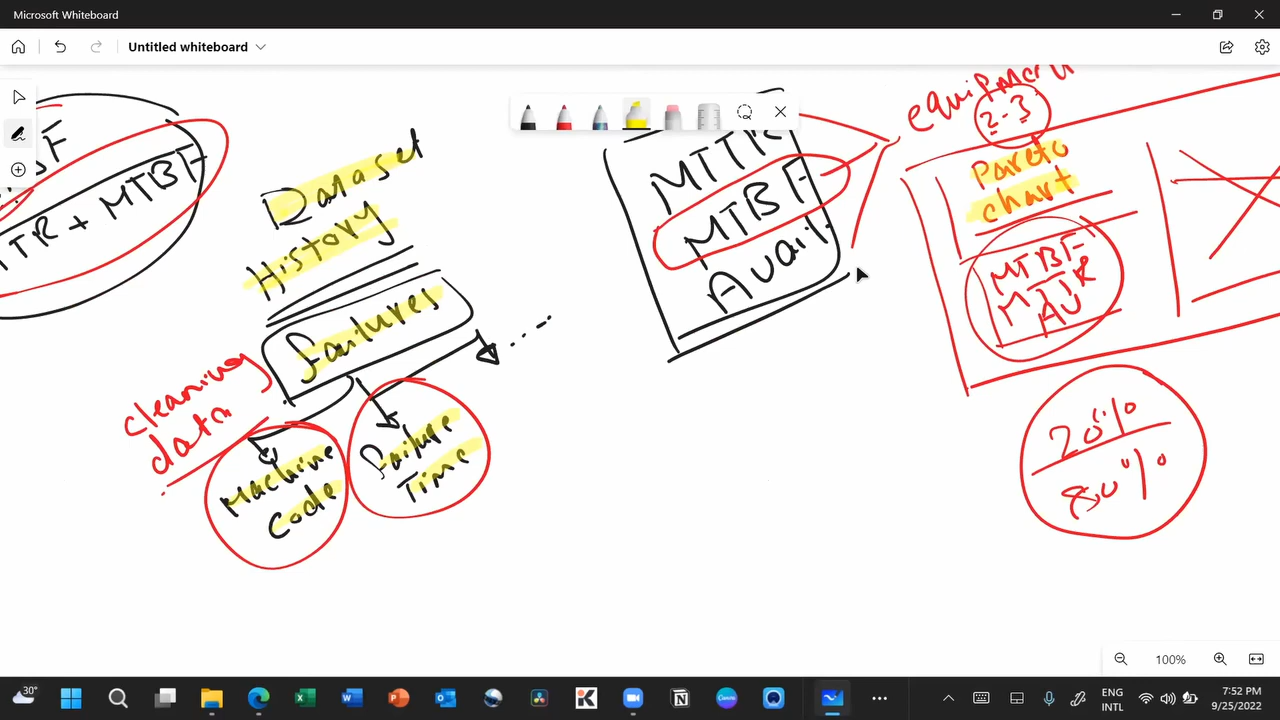 Microsoft Whiteboard
Untitled whiteboard
TR + MTBF
Dataset
History
Failures
cleaning
data
Machine
Code
Failure
Time
MTTR
MTBF
Avail.
equipment
2-3
Pareto
chart
MTBF
MTTR
AV
20%
80%
100%
30°
ENG
INTL
7:52 PM
9/25/2022